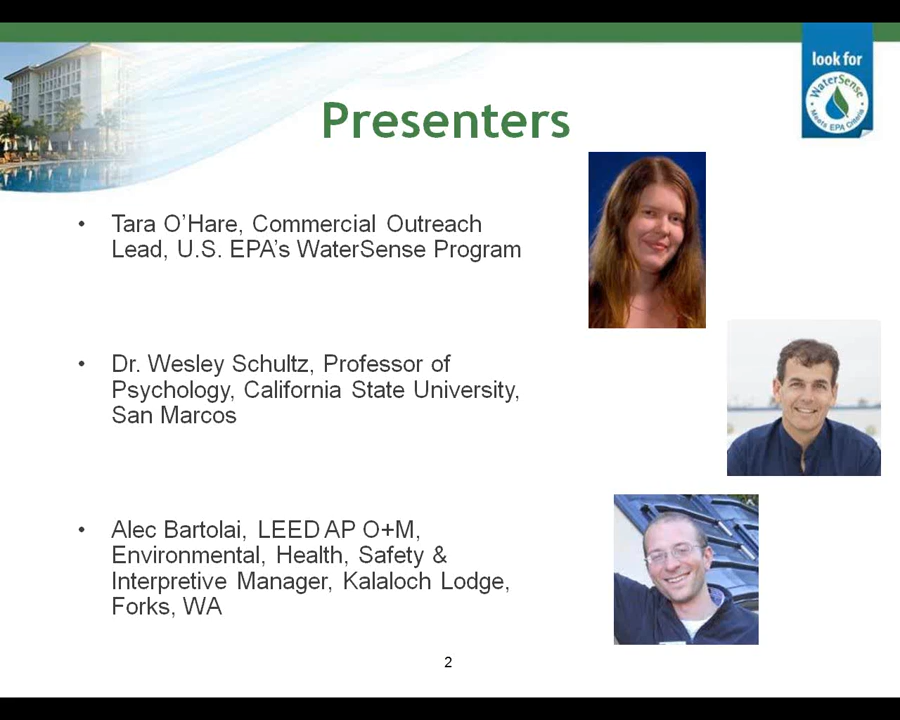 look for
WaterSense
Meets EPA Criteria
Presenters
• Tara O’Hare, Commercial Outreach
Lead, U.S. EPA’s WaterSense Program
• Dr. Wesley Schultz, Professor of
Psychology, California State University,
San Marcos
• Alec Bartolai, LEED AP O+M,
Environmental, Health, Safety &
Interpretive Manager, Kalaloch Lodge,
Forks, WA
2